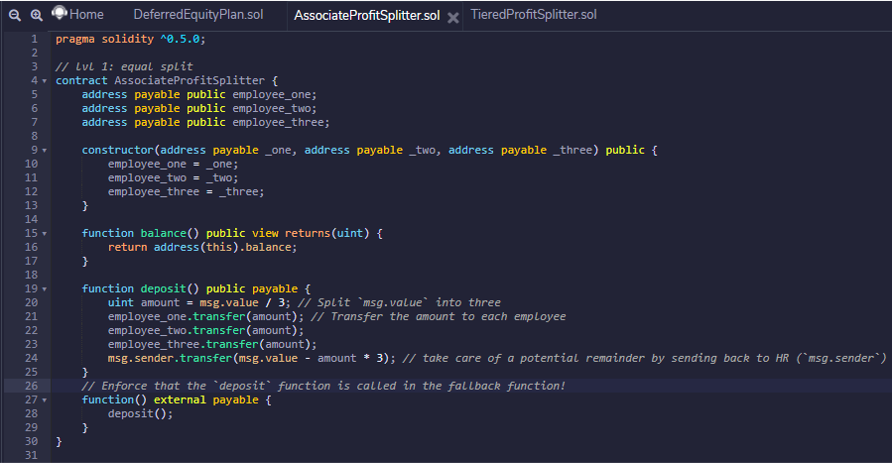 Home DeferredEquityPlan.sol AssociateProfitSplitter.sol TieredProfitSplitter.sol
1 pragma solidity ^0.5.0;
2
3 // lvl 1: equal split
4 contract AssociateProfitSplitter {
5     address payable public employee_one;
6     address payable public employee_two;
7     address payable public employee_three;
8
9     constructor(address payable _one, address payable _two, address payable _three) public {
10         employee_one = _one;
11         employee_two = _two;
12         employee_three = _three;
13     }
14
15     function balance() public view returns(uint) {
16         return address(this).balance;
17     }
18
19     function deposit() public payable {
20         uint amount = msg.value / 3; // Split `msg.value` into three
21         employee_one.transfer(amount); // Transfer the amount to each employee
22         employee_two.transfer(amount);
23         employee_three.transfer(amount);
24         msg.sender.transfer(msg.value - amount * 3); // take care of a potential remainder by sending back to HR (`msg.sender`)
25     }
26     // Enforce that the `deposit` function is called in the fallback function!
27     function() external payable {
28         deposit();
29     }
30 }
31